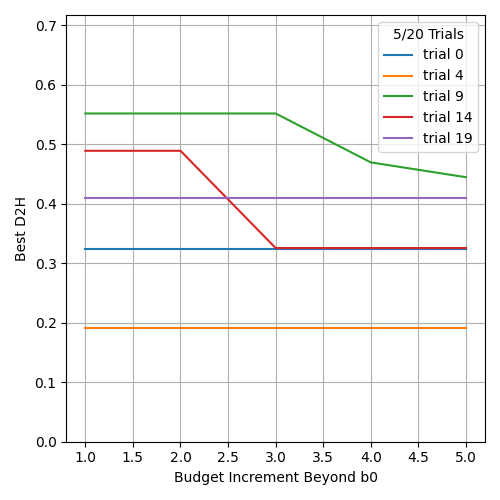 5/20 Trials
trial 0
trial 4
trial 9
trial 14
trial 19
0.7
0.6
0.5
0.4
0.3
0.2
0.1
0.0
Best D2H
1.0 1.5 2.0 2.5 3.0 3.5 4.0 4.5 5.0
Budget Increment Beyond b0